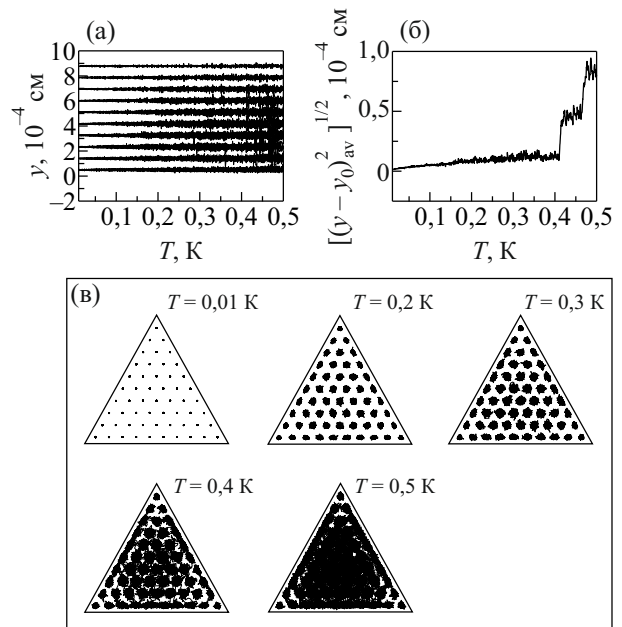 (а)
y, 10⁻⁴ см
10
8
6
4
2
0
−2
0,1 0,2 0,3 0,4 0,5
T, К
(б)
[(y − y₀)²av]¹ᐟ², 10⁻⁴ см
1,0
0,5
0
0,1 0,2 0,3 0,4 0,5
T, К
(в)
T = 0,01 К T = 0,2 К T = 0,3 К
T = 0,4 К T = 0,5 К